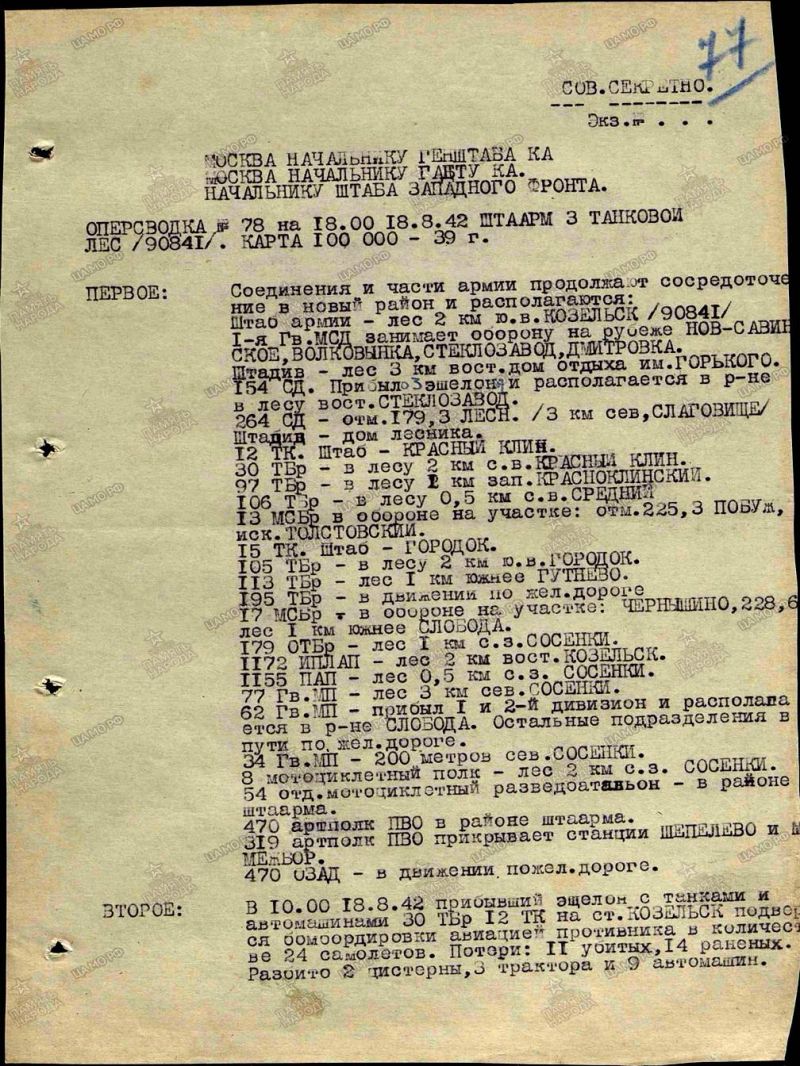 77
СОВ.СЕКРЕТНО.
Экз.№ . . .
МОСКВА НАЧАЛЬНИКУ ГЕНШТАБА КА
МОСКВА НАЧАЛЬНИКУ ГАБТУ КА.
НАЧАЛЬНИКУ ШТАБА ЗАПАДНОГО ФРОНТА.
ОПЕРСВОДКА № 78 на 18.00 18.8.42 ШТААРМ 3 ТАНКОВОЙ
ЛЕС /90841/. КАРТА 100 000 - 39 г.
ПЕРВОЕ: Соединения и части армии продолжают сосредоточе
ние в новый район и располагаются:
Штаб армии - лес 2 км ю.в.КОЗЕЛЬСК /90841/
1-я Гв.МСД занимает оборону на рубеже НОВ-САВИН
СКОЕ,ВОЛКОВЫНКА,СТЕКЛОЗАВОД,ДМИТРОВКА.
Штадив - лес 3 км вост.дом отдыха им.ГОРЬКОГО.
154 СД. Прибыло 3 эшелона и располагается в р-не
в лесу вост.СТЕКЛОЗАВОД.
264 СД - отм.179,3 ЛЕСН. /3 км сев,СЛАГОВИЩЕ/
Штадив - дом лесника.
12 ТК. Штаб - КРАСНЫЙ КЛИН.
30 ТБр - в лесу 2 км с.в.КРАСНЫЙ КЛИН.
97 ТБр - в лесу 1 км зап.КРАСНОКЛИНСКИЙ.
106 ТБр - в лесу 0,5 км с.в.СРЕДНИЙ
13 МСБр в обороне на участке: отм.225,3 ПОБУЖ,
иск.ТОЛСТОВСКИЙ.
15 ТК. Штаб - ГОРОДОК.
105 ТБр - в лесу 2 км ю.в.ГОРОДОК.
113 ТБр - лес 1 км южнее ГУТНЕВО.
195 ТБр - в движении по жел.дороге
17 МСБр - в обороне на участке: ЧЕРНЫШИНО,228,6
лес 1 км южнее СЛОБОДА.
179 ОТБр - лес 1 км с.з.СОСЕНКИ.
1172 ИПЛАП - лес 2 км вост.КОЗЕЛЬСК.
1155 ПАП - лес 0,5 км с.з. СОСЕНКИ.
77 Гв.МП - лес 3 км сев.СОСЕНКИ.
62 Гв.МП - прибыл 1 и 2-й дивизион и располага
ется в р-не СЛОБОДА. Остальные подразделения в
пути по жел.дороге.
34 Гв.МП - 200 метров сев.СОСЕНКИ.
8 мотоциклетный полк - лес 2 км с.з. СОСЕНКИ.
54 отд.мотоциклетный разведбатальон - в районе
штаарма.
470 артполк ПВО в районе штаарма.
319 артполк ПВО прикрывает станции ШЕПЕЛЕВО и М
МЕЖБОР.
470 ОЗАД - в движении пожел.дороге.
ВТОРОЕ: В 10.00 18.8.42 прибывший эшелон с танками и
автомашинами 30 ТБр 12 ТК на ст.КОЗЕЛЬСК подвер
ся бомбордировки авиацией противника в количест
ве 24 самолетов. Потери: 11 убитых,14 раненых.
Разбито 2 цистерны,3 трактора и 9 автомашин.